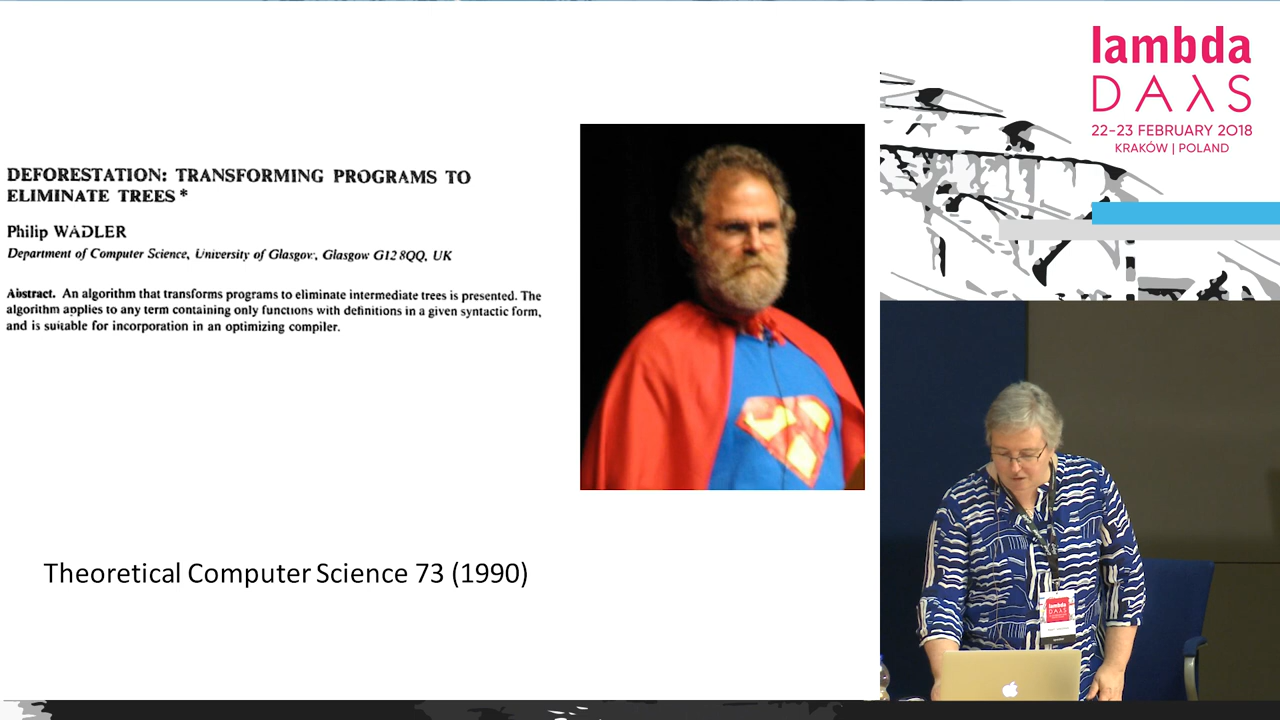 DEFORESTATION: TRANSFORMING PROGRAMS TO
ELIMINATE TREES*
Philip WADLER
Department of Computer Science, University of Glasgow, Glasgow G12 8QQ, UK
Abstract. An algorithm that transforms programs to eliminate intermediate trees is presented. The
algorithm applies to any term containing only functions with definitions in a given syntactic form,
and is suitable for incorporation in an optimizing compiler.
Theoretical Computer Science 73 (1990)
lambda
DAλS
22-23 FEBRUARY 2018
KRAKÓW | POLAND
lambda
DAλS